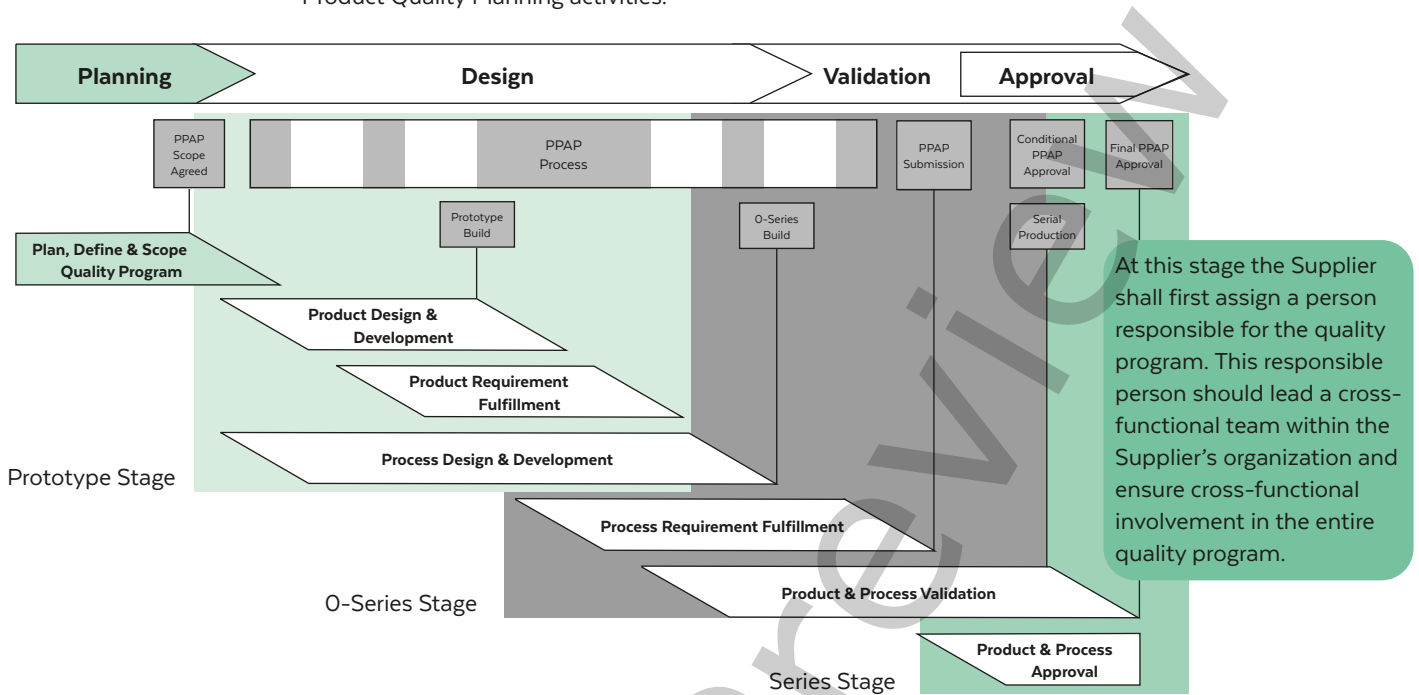 Product Quality Planning activities.
Planning
Design
Validation
Approval
PPAP
Scope
Agreed
PPAP
Process
PPAP
Submission
Conditional
PPAP
Approval
Final PPAP
Approval
Prototype
Build
0-Series
Build
Serial
Production
Plan, Define & Scope
Quality Program
Product Design &
Development
Product Requirement
Fulfillment
Process Design & Development
Prototype Stage
Process Requirement Fulfillment
Product & Process Validation
0-Series Stage
Product & Process
Approval
Series Stage
At this stage the Supplier
shall first assign a person
responsible for the quality
program. This responsible
person should lead a cross-
functional team within the
Supplier’s organization and
ensure cross-functional
involvement in the entire
quality program.
review